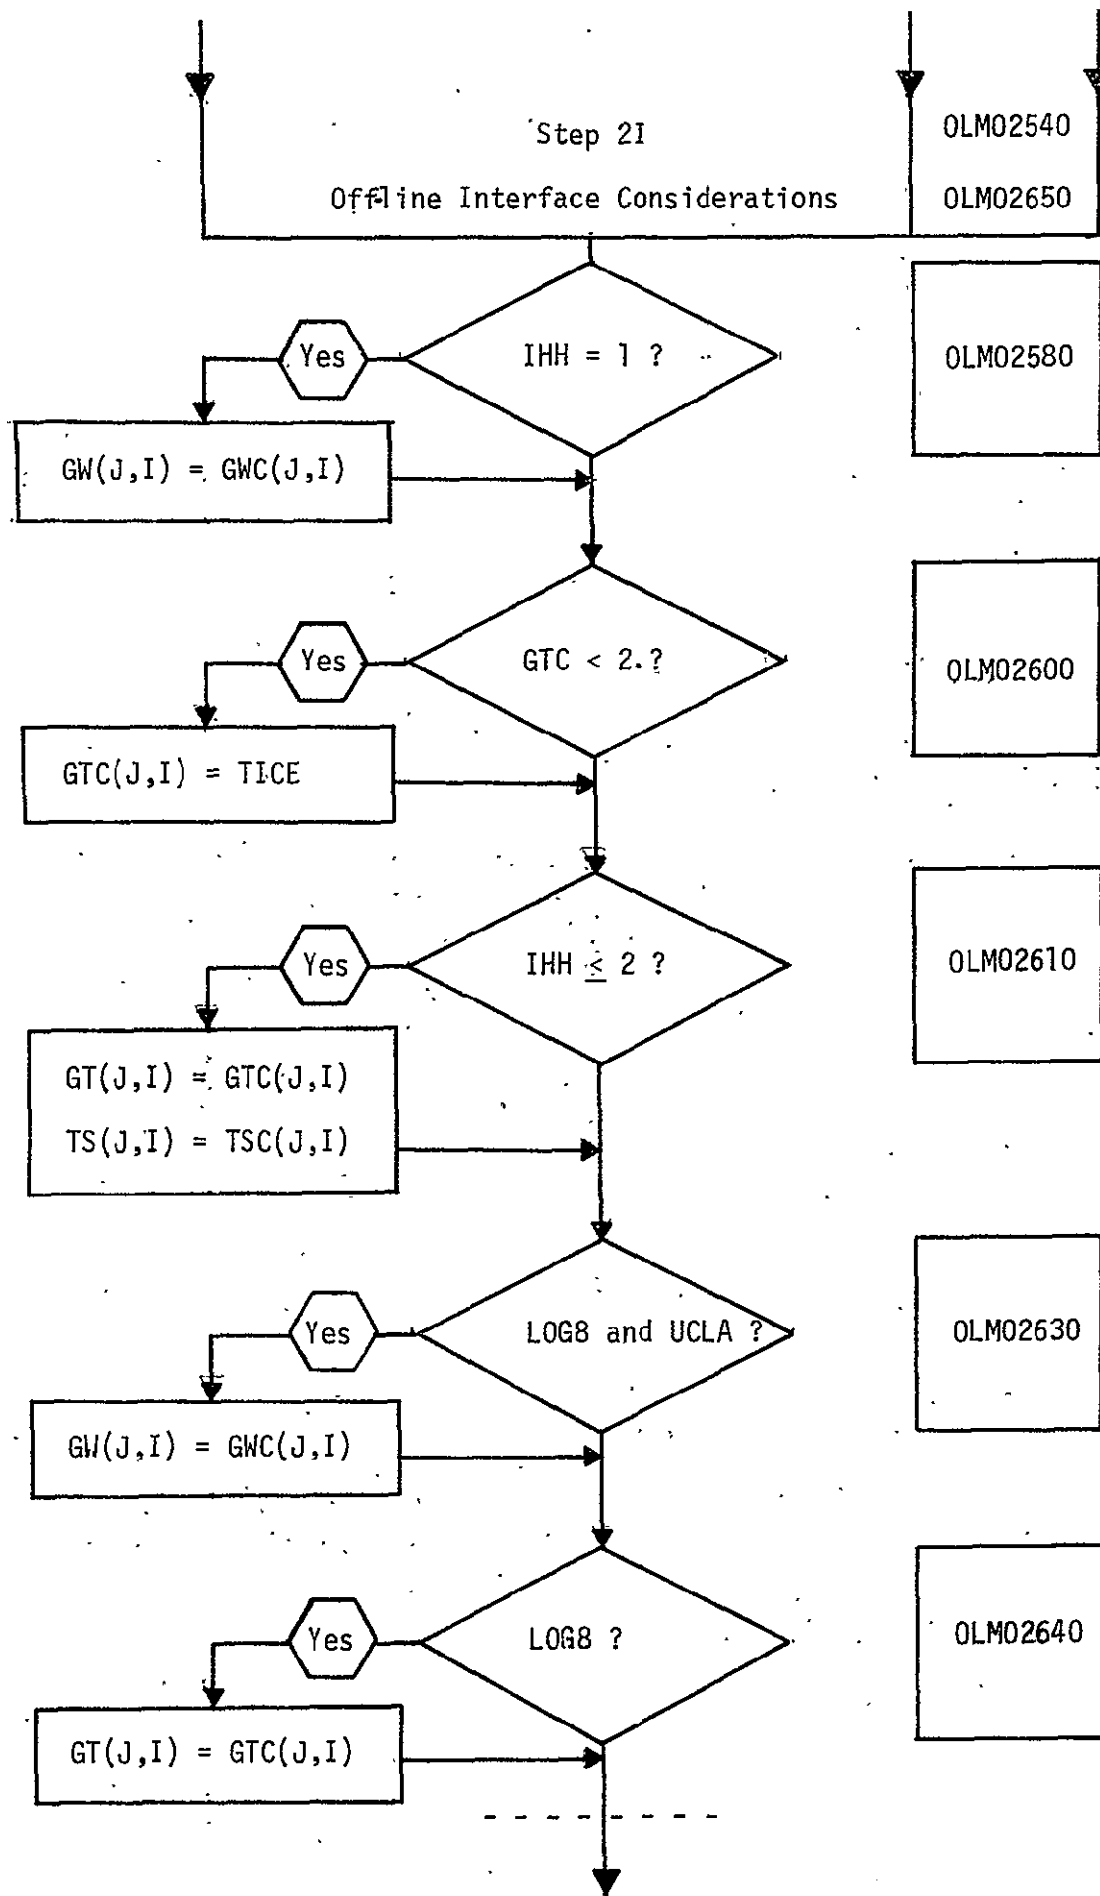 Step 2I
OLM02540
Offline Interface Considerations
OLM02650
IHH = 1 ?
OLM02580
Yes
GW(J,I) = GWC(J,I)
GTC < 2.?
OLM02600
Yes
GTC(J,I) = TICE
IHH ≤ 2 ?
OLM02610
Yes
GT(J,I) = GTC(J,I)
TS(J,I) = TSC(J,I)
LOG8 and UCLA ?
OLM02630
Yes
GW(J,I) = GWC(J,I)
LOG8 ?
OLM02640
Yes
GT(J,I) = GTC(J,I)